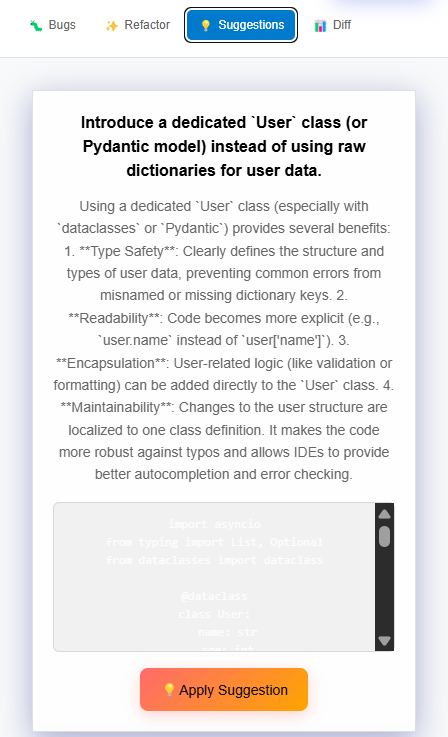 Bugs Refactor Suggestions Diff
Introduce a dedicated `User` class (or
Pydantic model) instead of using raw
dictionaries for user data.
Using a dedicated `User` class (especially with
`dataclasses` or `Pydantic`) provides several benefits:
1. **Type Safety**: Clearly defines the structure and
types of user data, preventing common errors from
misnamed or missing dictionary keys. 2.
**Readability**: Code becomes more explicit (e.g.,
`user.name` instead of `user['name']`). 3.
**Encapsulation**: User-related logic (like validation or
formatting) can be added directly to the `User` class. 4.
**Maintainability**: Changes to the user structure are
localized to one class definition. It makes the code
more robust against typos and allows IDEs to provide
better autocompletion and error checking.
import asyncio
from typing import List, Optional
from dataclasses import dataclass
@dataclass
class User:
name: str
age: int
Apply Suggestion